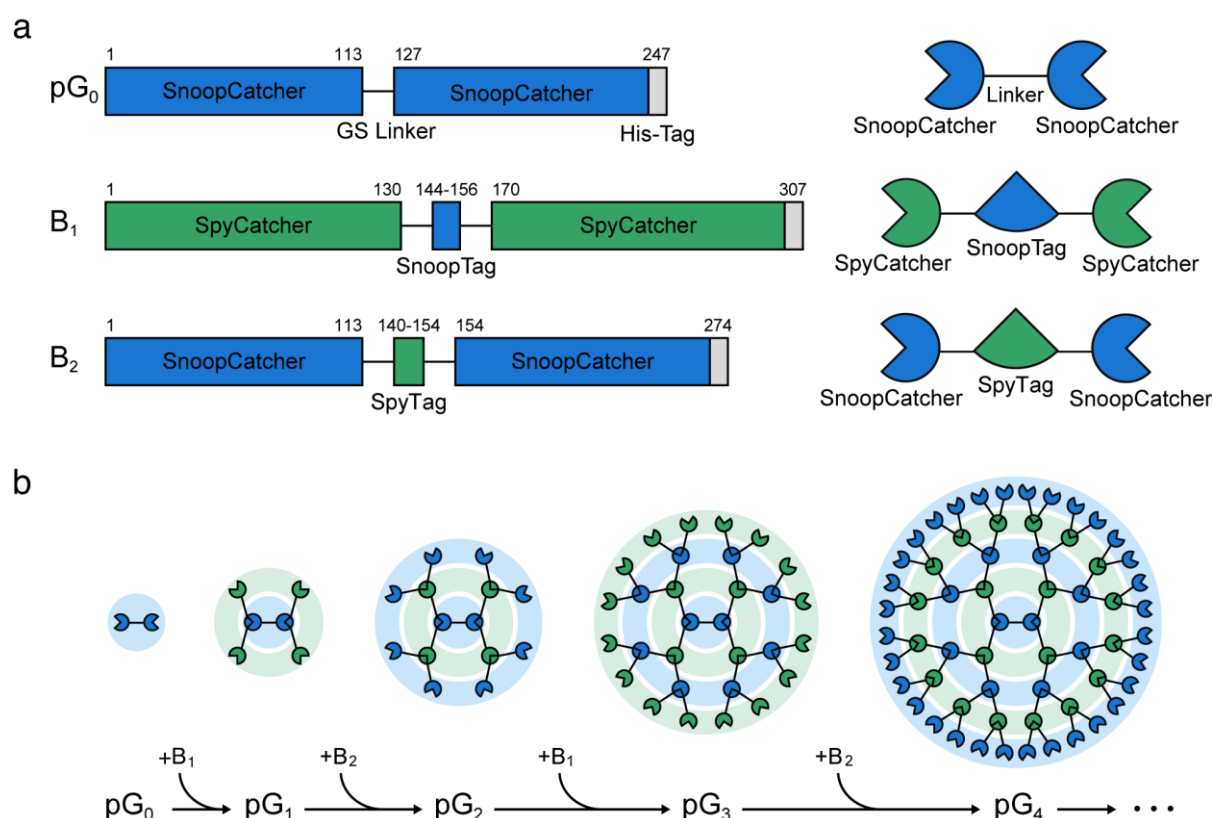 a
1 113 127 247
pG₀ SnoopCatcher SnoopCatcher
GS Linker His-Tag
Linker
SnoopCatcher SnoopCatcher
1 130 144-156 170 307
B₁ SpyCatcher SpyCatcher
SnoopTag
SpyCatcher SnoopTag SpyCatcher
1 113 140-154 154 274
B₂ SnoopCatcher SnoopCatcher
SpyTag
SnoopCatcher SpyTag SnoopCatcher
b
+B₁ +B₂ +B₁ +B₂
pG₀ pG₁ pG₂ pG₃ pG₄ ...